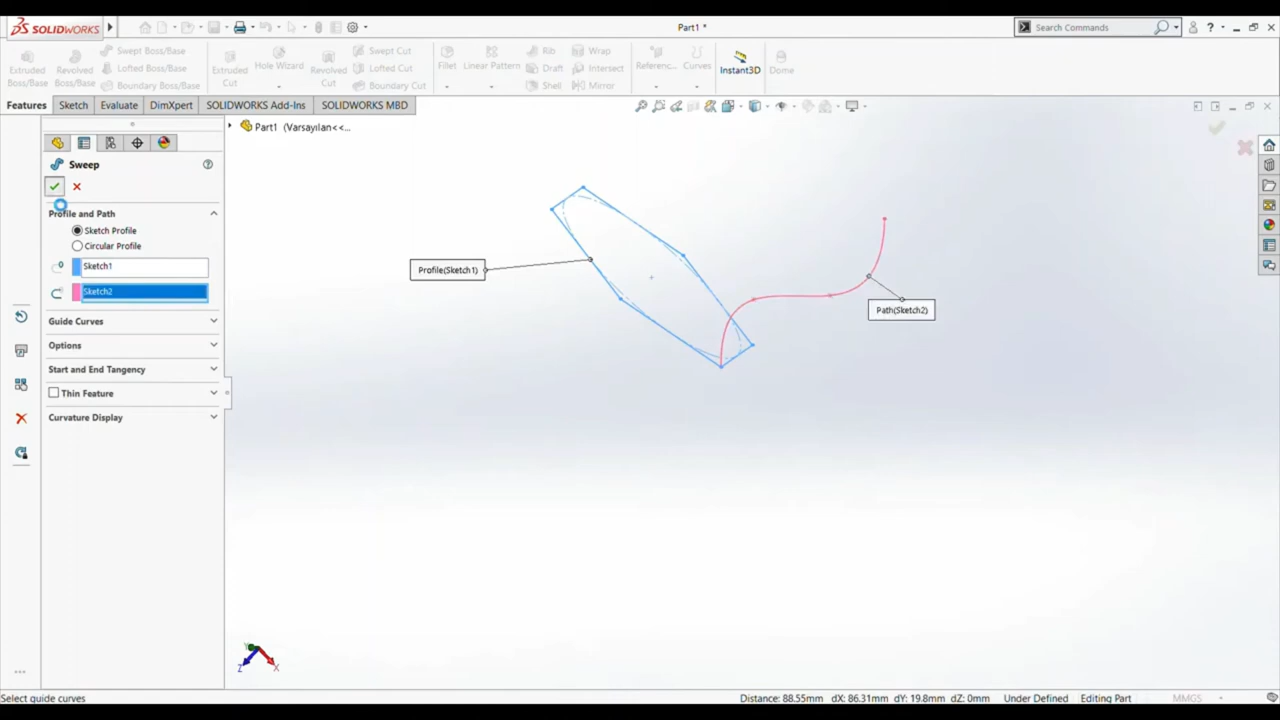 SOLIDWORKS
Part1 *
Search Commands
?
Extruded
Boss/Base
Revolved
Boss/Base
Swept Boss/Base
Lofted Boss/Base
Boundary Boss/Base
Extruded
Cut
Hole Wizard
Revolved
Cut
Swept Cut
Lofted Cut
Boundary Cut
Fillet
Linear Pattern
Rib
Draft
Shell
Wrap
Intersect
Mirror
Referenc...
Curves
Instant3D
Dome
Features
Sketch
Evaluate
DimXpert
SOLIDWORKS Add-Ins
SOLIDWORKS MBD
Part1 (Varsayılan<<...
Sweep
Profile and Path
Sketch Profile
Circular Profile
Sketch1
Sketch2
Guide Curves
Options
Start and End Tangency
Thin Feature
Curvature Display
Profile(Sketch1)
Path(Sketch2)
Y
Z
X
Select guide curves
Distance: 88.55mm dX: 86.31mm dY: 19.8mm dZ: 0mm Under Defined Editing Part MMGS